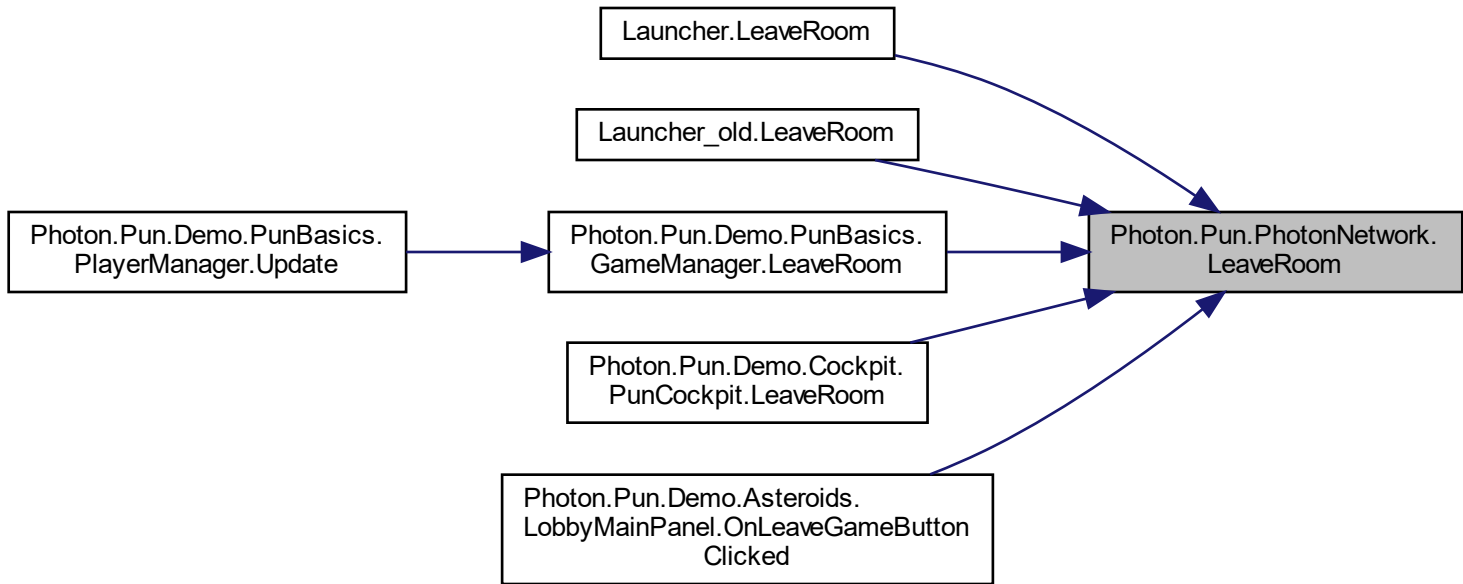 Launcher.LeaveRoom
Launcher_old.LeaveRoom
Photon.Pun.Demo.PunBasics.
PlayerManager.Update
Photon.Pun.Demo.PunBasics.
GameManager.LeaveRoom
Photon.Pun.PhotonNetwork.
LeaveRoom
Photon.Pun.Demo.Cockpit.
PunCockpit.LeaveRoom
Photon.Pun.Demo.Asteroids.
LobbyMainPanel.OnLeaveGameButton
Clicked